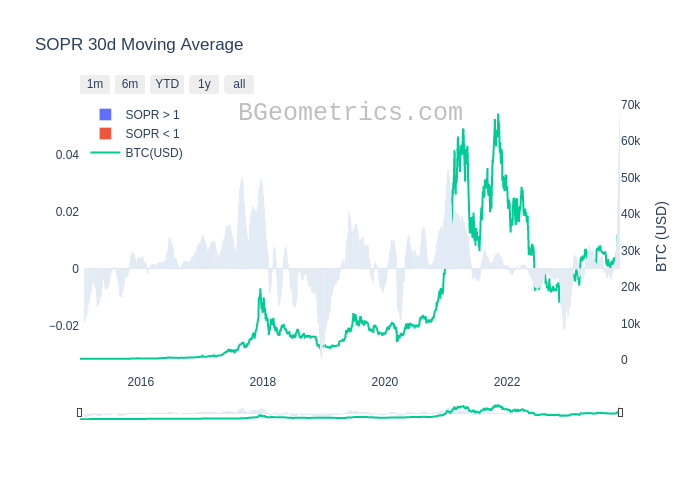 SOPR 30d Moving Average
1m 6m YTD 1y all
BGeometrics.com
SOPR > 1
SOPR < 1
BTC(USD)
0.04
0.02
0
−0.02
70k
60k
50k
40k
30k
20k
10k
0
BTC (USD)
2016 2018 2020 2022